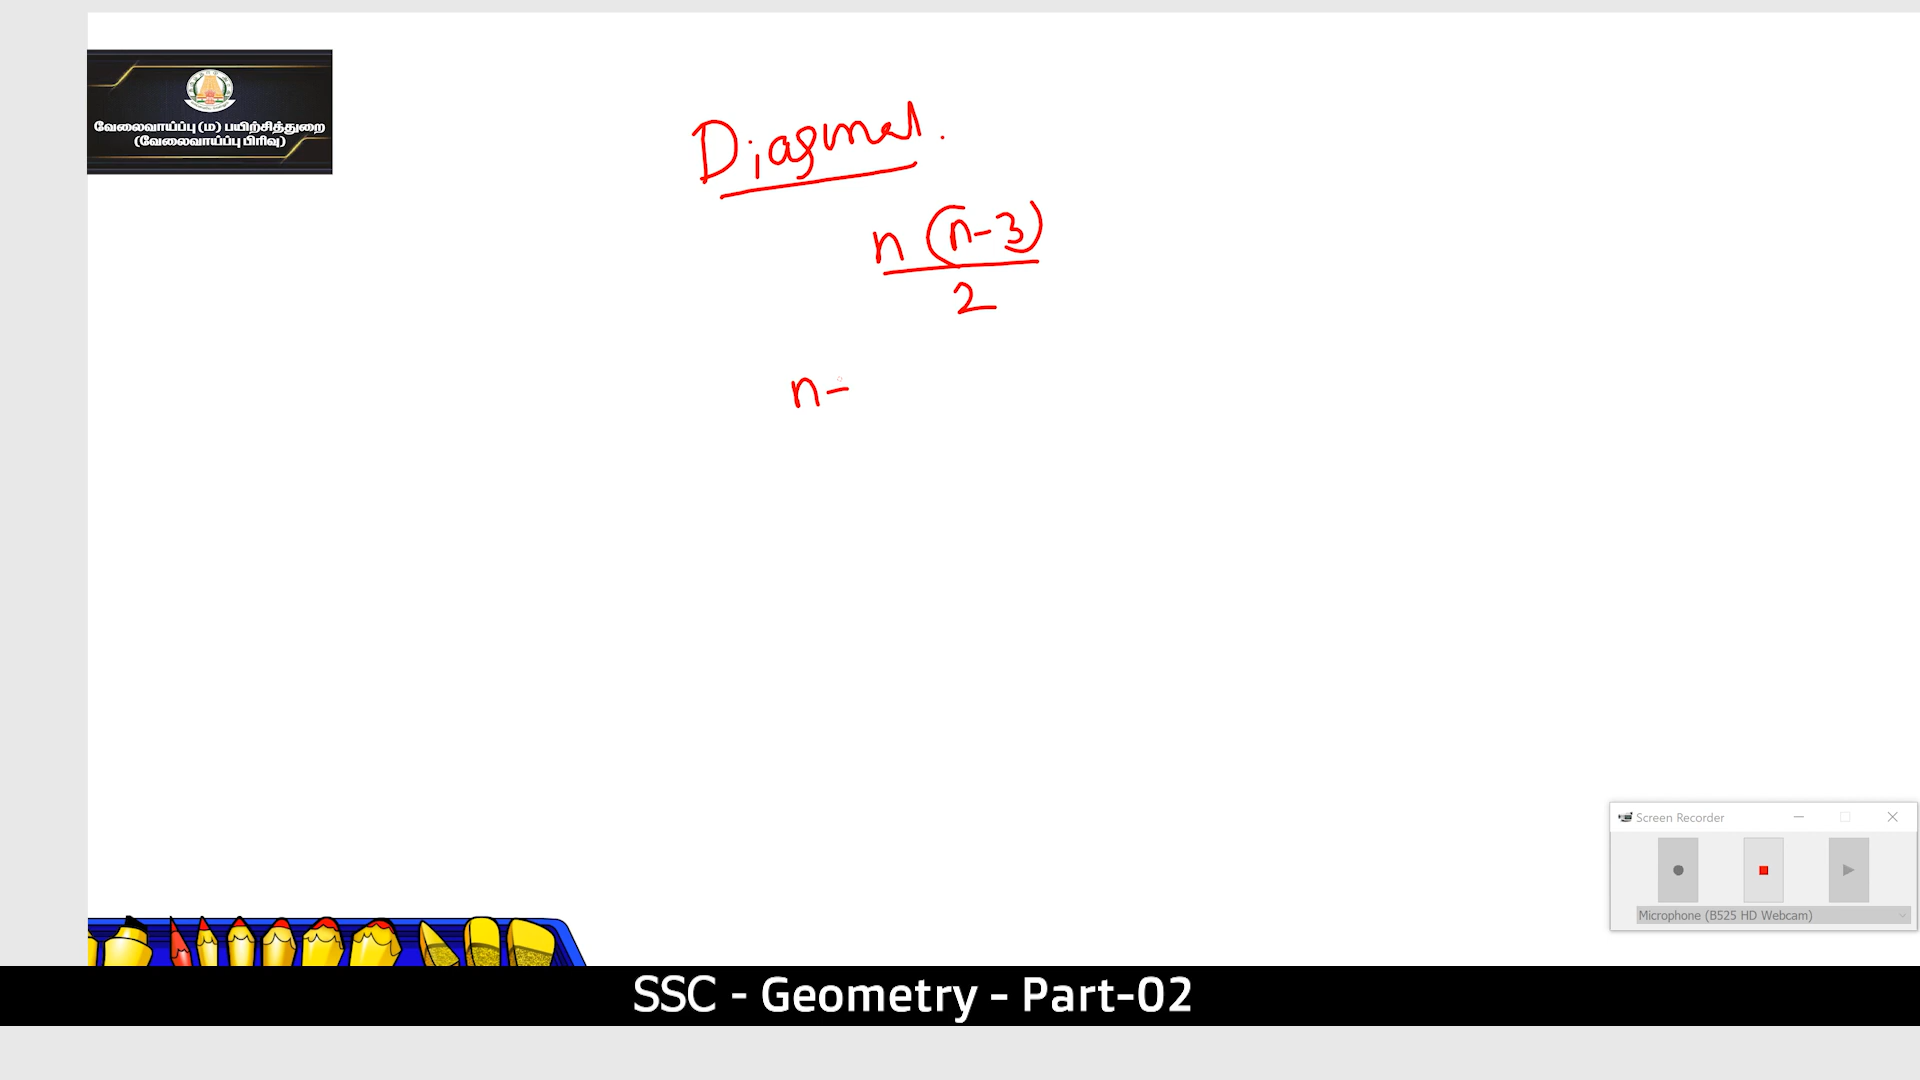 வேலைவாய்ப்பு (ம) பயிற்சித்துறை
(வேலைவாய்ப்பு பிரிவு)
Diagonal.
n (n-3)
2
n-
Screen Recorder
Microphone (B525 HD Webcam)
SSC - Geometry - Part-02